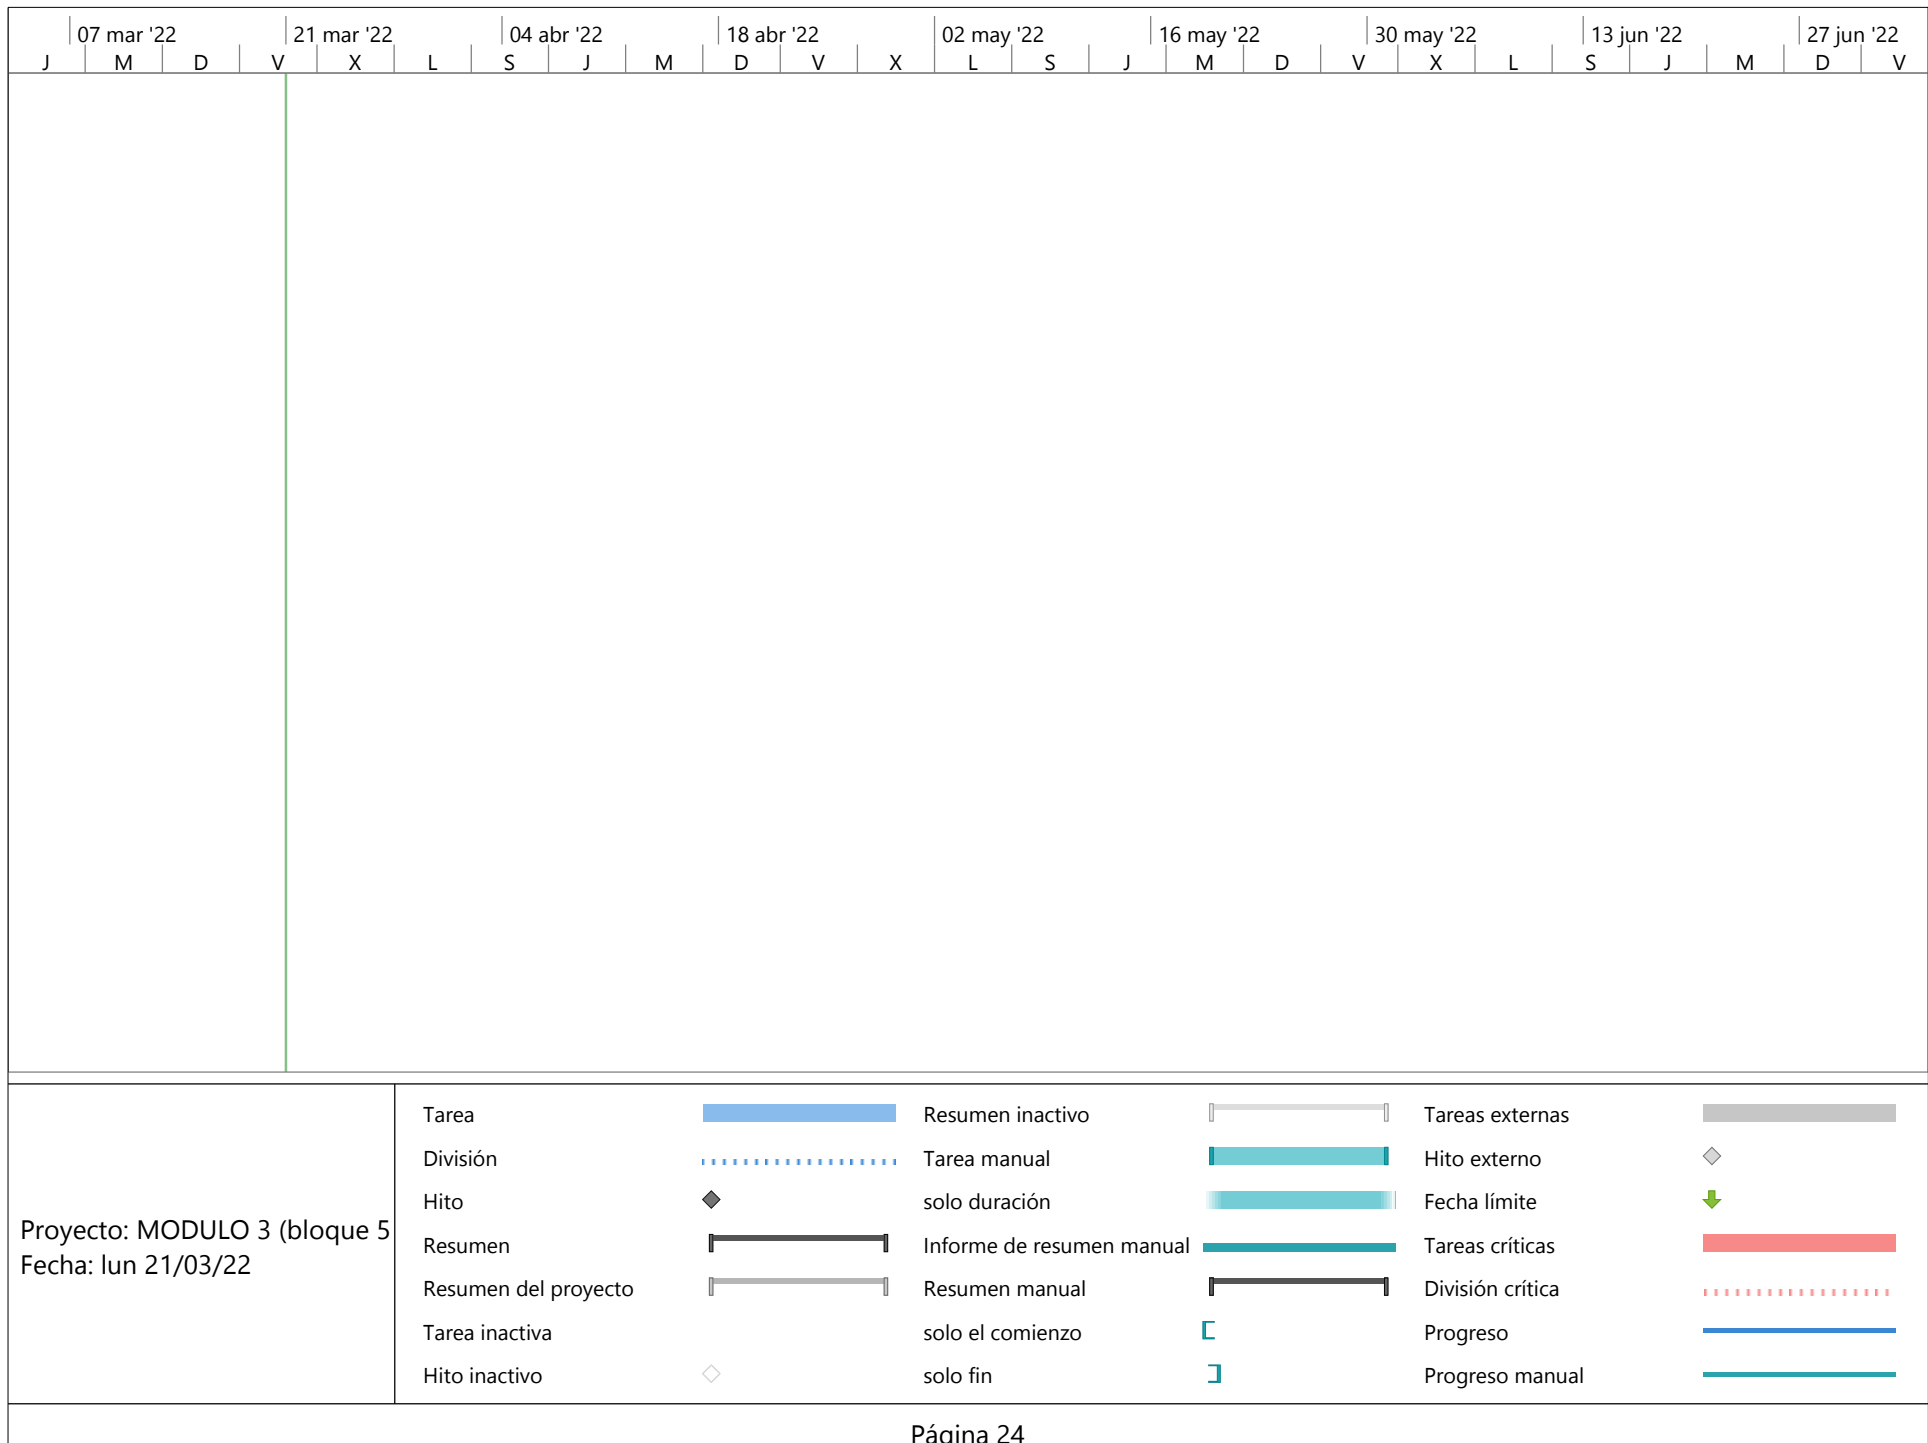 07 mar '22 21 mar '22 04 abr '22 18 abr '22 02 may '22 16 may '22 30 may '22 13 jun '22 27 jun '22
J M D V X L S J M D V X L S J M D V X L S J M D V
Tarea Resumen inactivo Tareas externas
División Tarea manual Hito externo
Hito solo duración Fecha límite
Resumen Informe de resumen manual Tareas críticas
Resumen del proyecto Resumen manual División crítica
Tarea inactiva solo el comienzo Progreso
Hito inactivo solo fin Progreso manual
Proyecto: MODULO 3 (bloque 5
Fecha: lun 21/03/22
Página 24